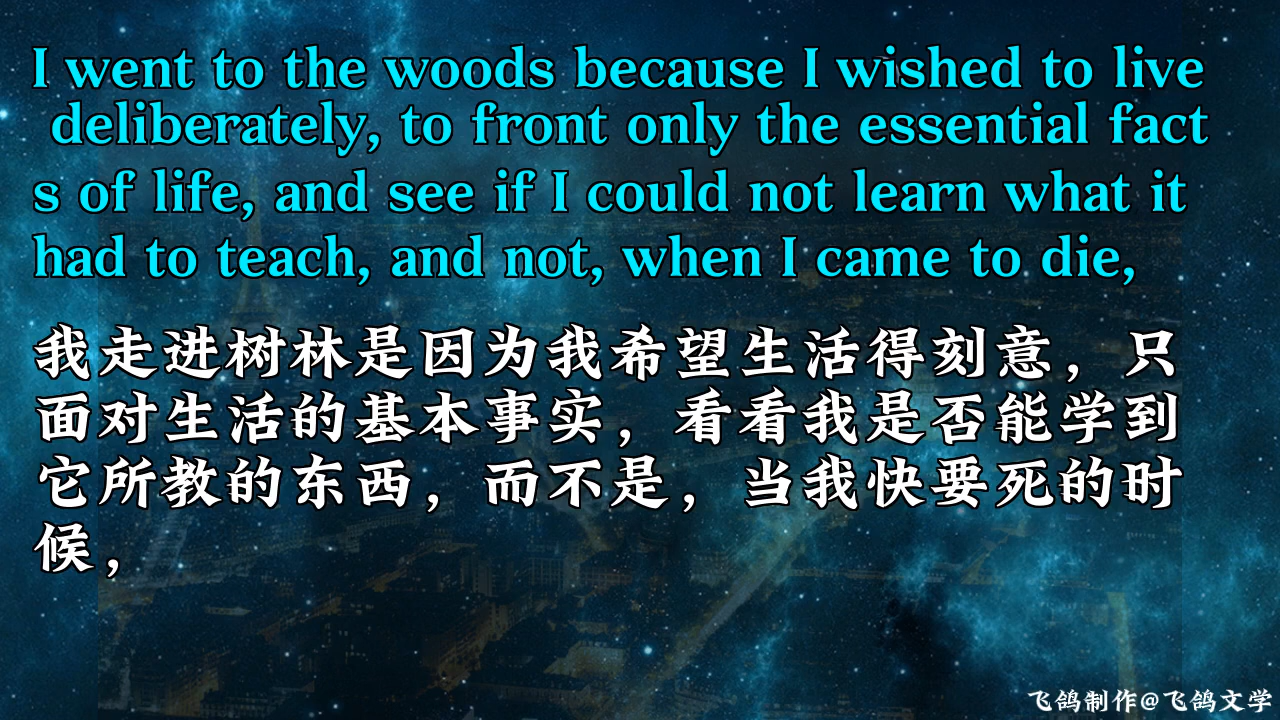 I went to the woods because I wished to live
deliberately, to front only the essential fact
s of life, and see if I could not learn what it
had to teach, and not, when I came to die,
我走进树林是因为我希望生活得刻意，只
面对生活的基本事实，看看我是否能学到
它所教的东西，而不是，当我快要死的时
候，
飞鸽制作@飞鸽文学